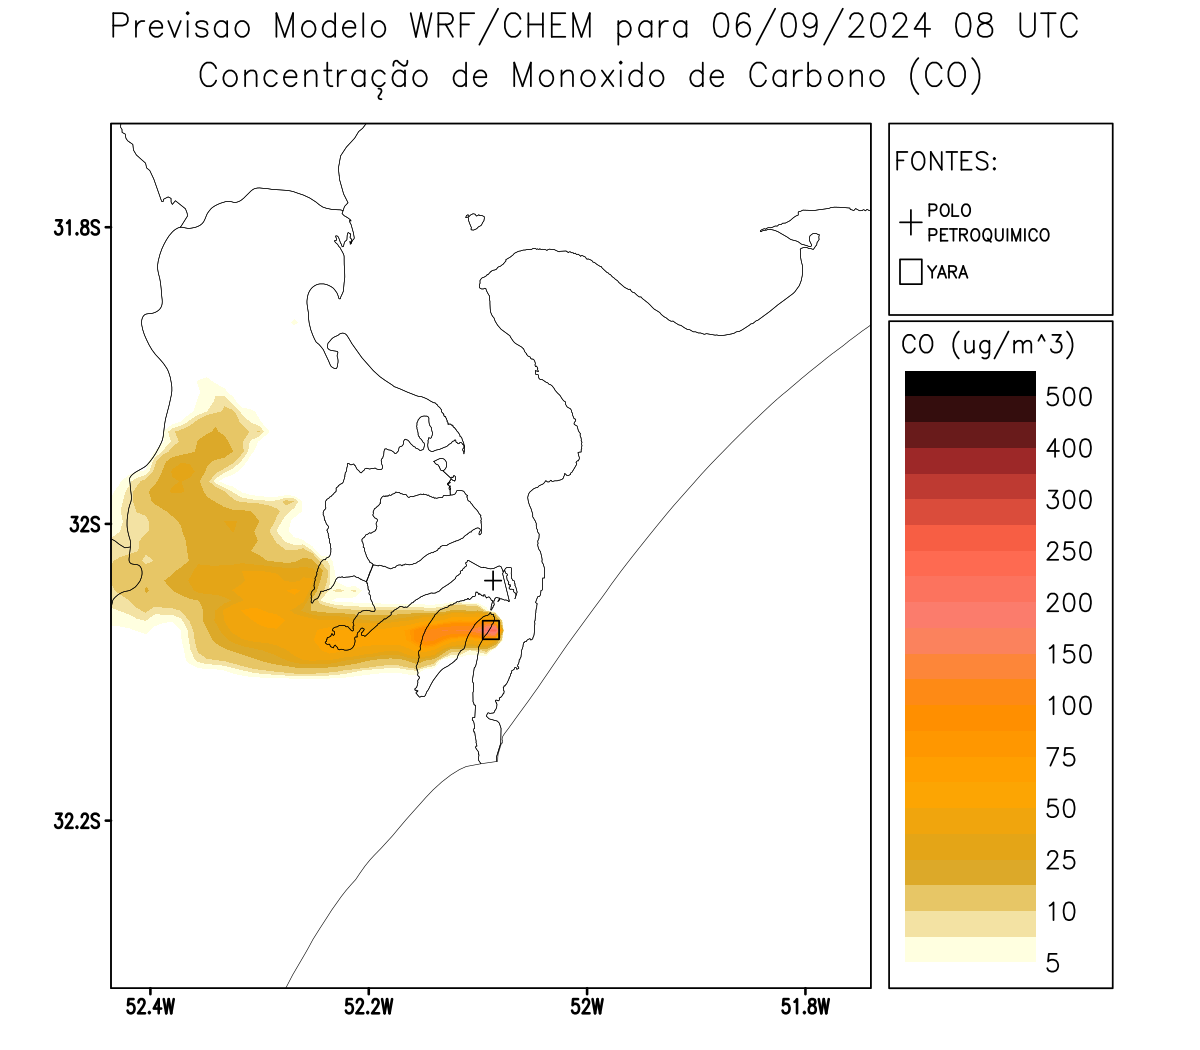 Previsao Modelo WRF/CHEM para 06/09/2024 08 UTC
Concentração de Monoxido de Carbono (CO)
FONTES:
POLO
PETROQUIMICO
YARA
CO (ug/m^3)
500
400
300
250
200
150
100
75
50
25
10
5
31.8S
32S
32.2S
52.4W
52.2W
52W
51.8W